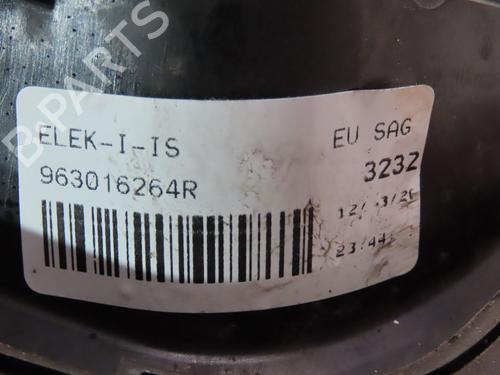 B-PARTS
ELEK-I-IS
EU SAG
963016264R
3232